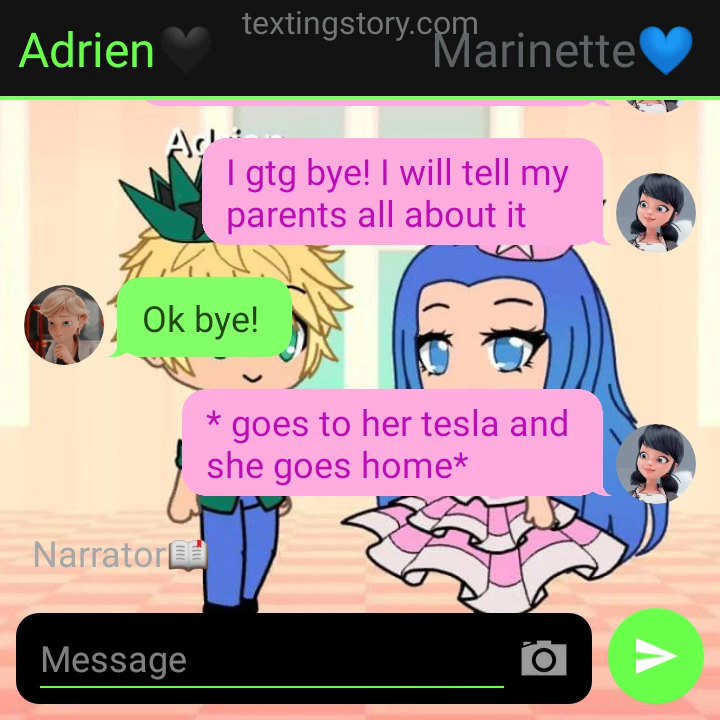 textingstory.com
Adrien🖤
Marinette💙
I gtg bye! I will tell my
parents all about it
Ok bye!
* goes to her tesla and
she goes home*
Narrator📖
Message